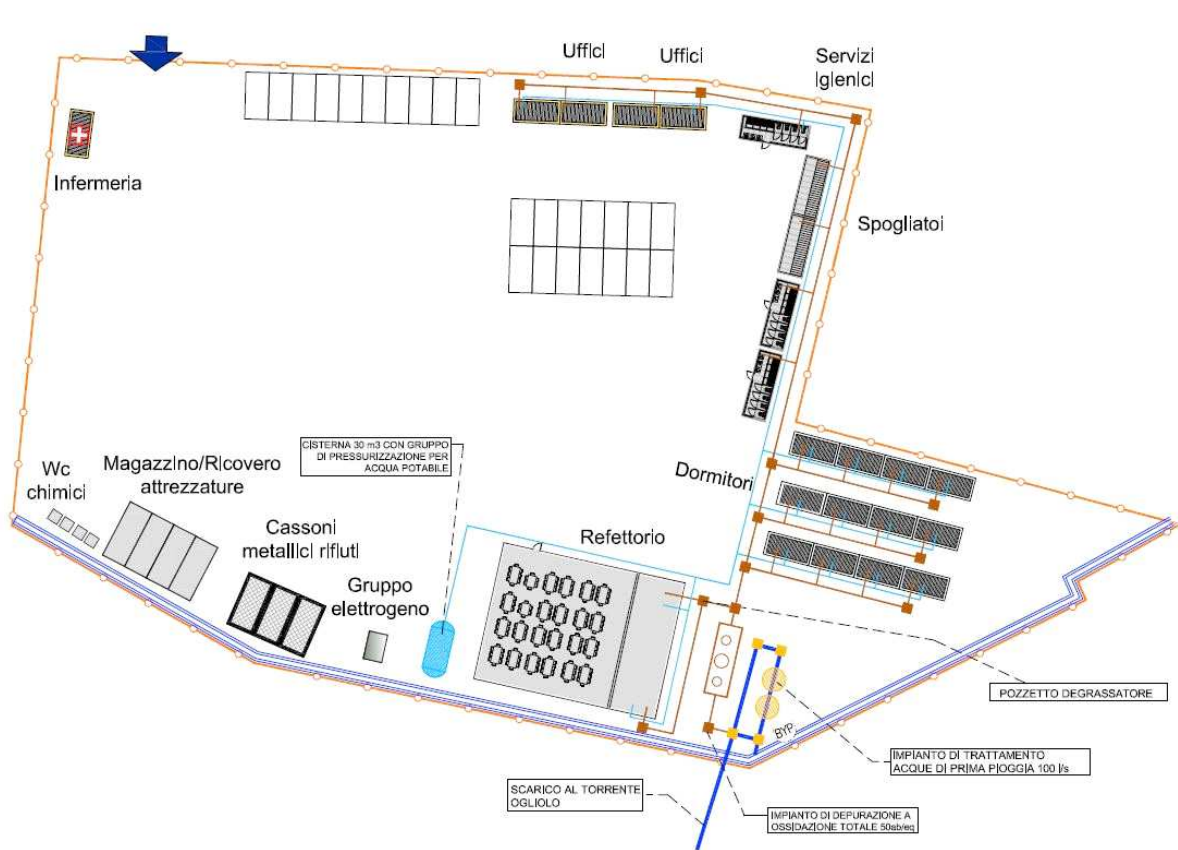 Uffici
Uffici
Servizi
Igienici
Infermeria
Spogliatoi
CISTERNA 30 m3 CON GRUPPO
DI PRESSURIZZAZIONE PER
ACQUA POTABILE
Wc
chimici
Magazzino/Ricovero
attrezzature
Dormitori
Cassoni
metallici rifiuti
Refettorio
Gruppo
elettrogeno
POZZETTO DEGRASSATORE
BYP.
IMPIANTO DI TRATTAMENTO
ACQUE DI PRIMA PIOGGIA 100 l/s
SCARICO AL TORRENTE
OGLIOLO
IMPIANTO DI DEPURAZIONE A
OSSIDAZIONE TOTALE 50ab/eq